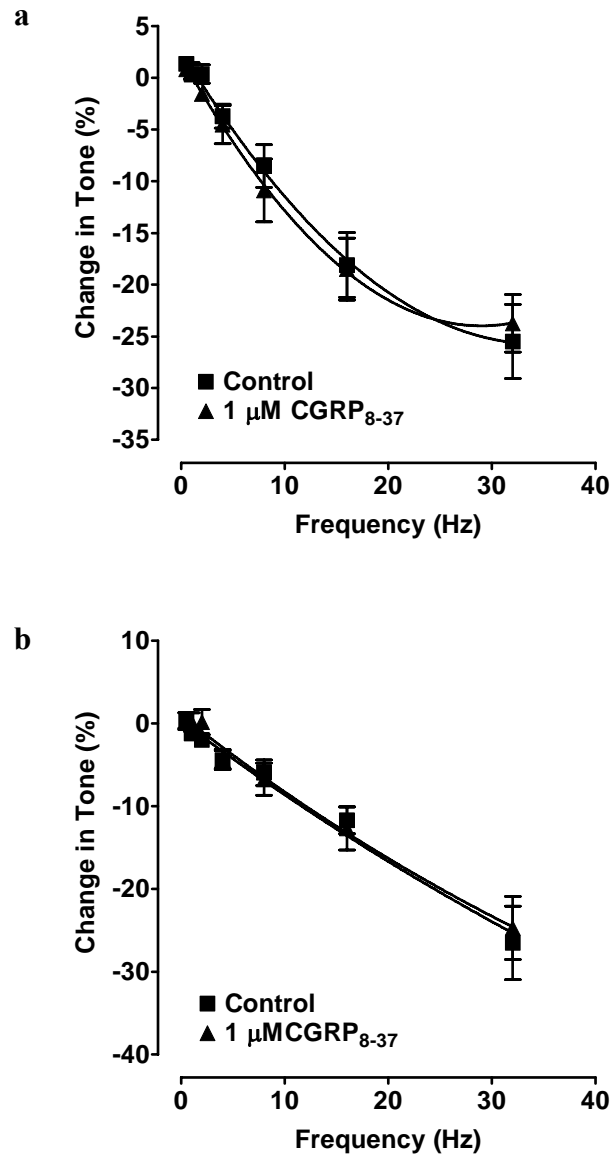 a
Change in Tone (%)
5
0
-5
-10
-15
-20
-25
-30
-35
Control
1 μM CGRP8-37
0 10 20 30 40
Frequency (Hz)
b
Change in Tone (%)
10
0
-10
-20
-30
-40
Control
1 μMCGRP8-37
0 10 20 30 40
Frequency (Hz)